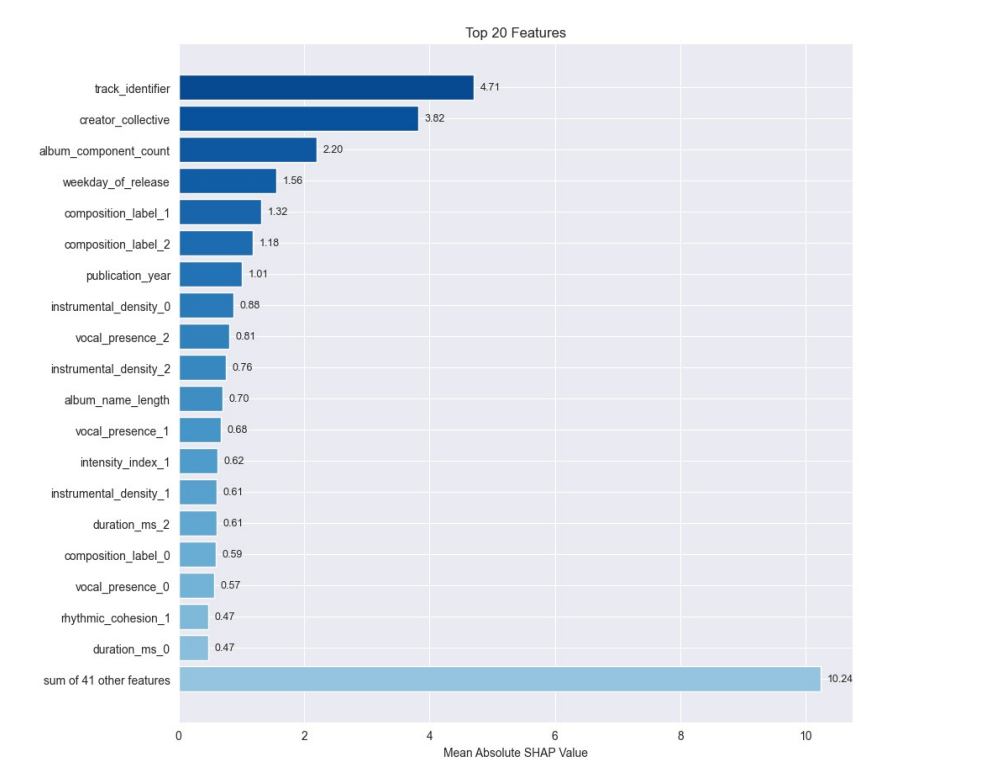 Top 20 Features
track_identifier 4.71
creator_collective 3.82
album_component_count 2.20
weekday_of_release 1.56
composition_label_1 1.32
composition_label_2 1.18
publication_year 1.01
instrumental_density_0 0.88
vocal_presence_2 0.81
instrumental_density_2 0.76
album_name_length 0.70
vocal_presence_1 0.68
intensity_index_1 0.62
instrumental_density_1 0.61
duration_ms_2 0.61
composition_label_0 0.59
vocal_presence_0 0.57
rhythmic_cohesion_1 0.47
duration_ms_0 0.47
sum of 41 other features 10.24
0 2 4 6 8 10
Mean Absolute SHAP Value